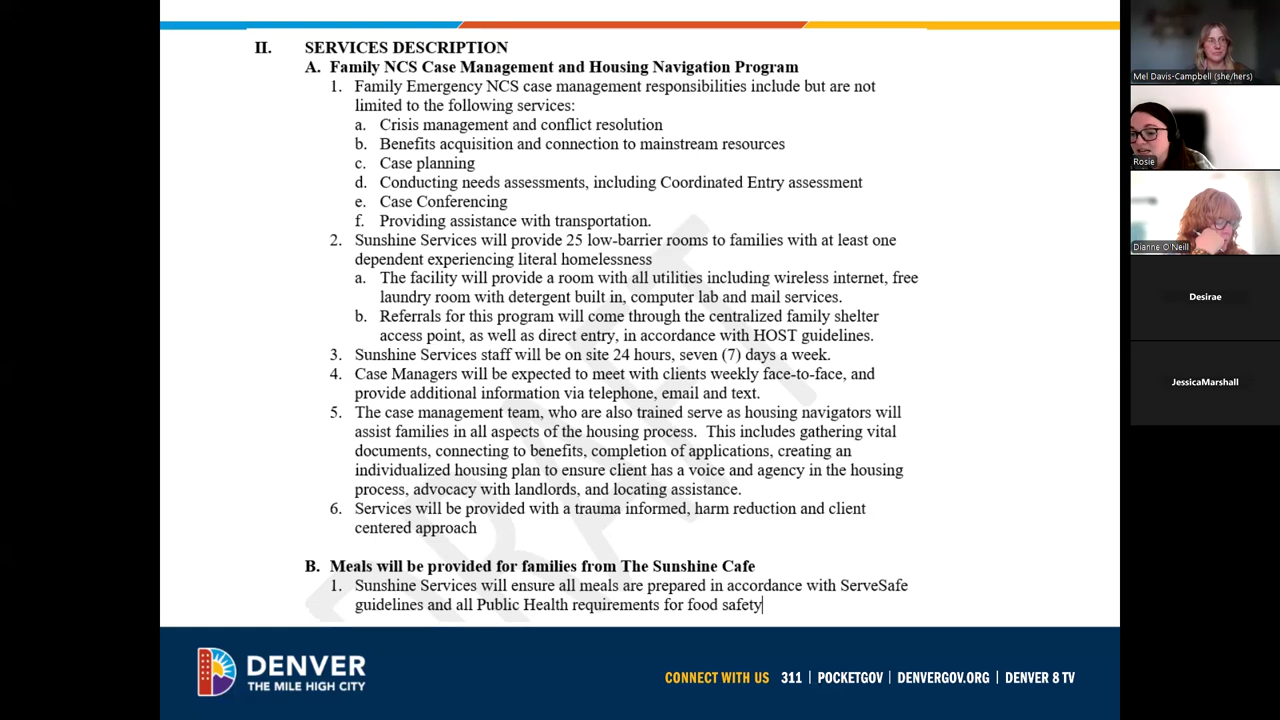 II. SERVICES DESCRIPTION
A. Family NCS Case Management and Housing Navigation Program
1. Family Emergency NCS case management responsibilities include but are not
limited to the following services:
a. Crisis management and conflict resolution
b. Benefits acquisition and connection to mainstream resources
c. Case planning
d. Conducting needs assessments, including Coordinated Entry assessment
e. Case Conferencing
f. Providing assistance with transportation.
2. Sunshine Services will provide 25 low-barrier rooms to families with at least one
dependent experiencing literal homelessness
a. The facility will provide a room with all utilities including wireless internet, free
laundry room with detergent built in, computer lab and mail services.
b. Referrals for this program will come through the centralized family shelter
access point, as well as direct entry, in accordance with HOST guidelines.
3. Sunshine Services staff will be on site 24 hours, seven (7) days a week.
4. Case Managers will be expected to meet with clients weekly face-to-face, and
provide additional information via telephone, email and text.
5. The case management team, who are also trained serve as housing navigators will
assist families in all aspects of the housing process. This includes gathering vital
documents, connecting to benefits, completion of applications, creating an
individualized housing plan to ensure client has a voice and agency in the housing
process, advocacy with landlords, and locating assistance.
6. Services will be provided with a trauma informed, harm reduction and client
centered approach
B. Meals will be provided for families from The Sunshine Cafe
1. Sunshine Services will ensure all meals are prepared in accordance with ServeSafe
guidelines and all Public Health requirements for food safety
DRAFT
DENVER
THE MILE HIGH CITY
CONNECT WITH US 311 | POCKETGOV | DENVERGOV.ORG | DENVER 8 TV
Mel Davis-Campbell (she/hers)
Rosie
Dianne O'Neill
Desirae
JessicaMarshall